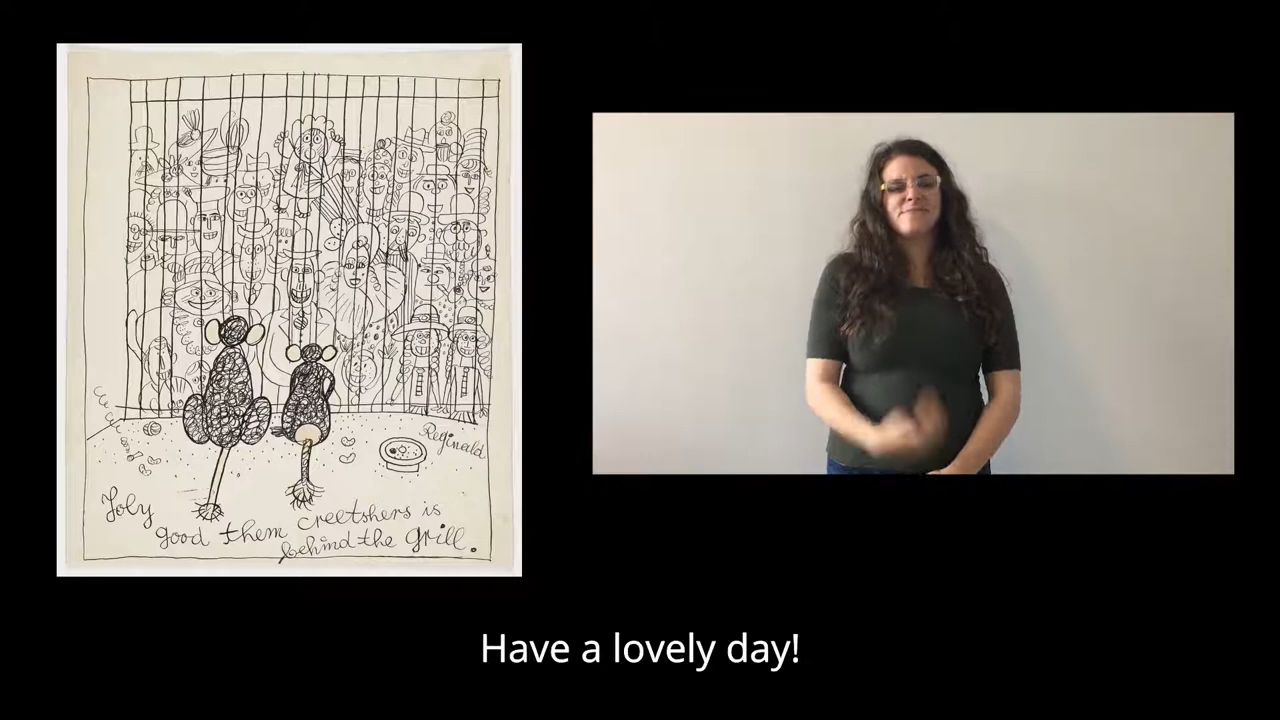 Reginald
Joly
good them creetshers is
behind the grill.
Have a lovely day!